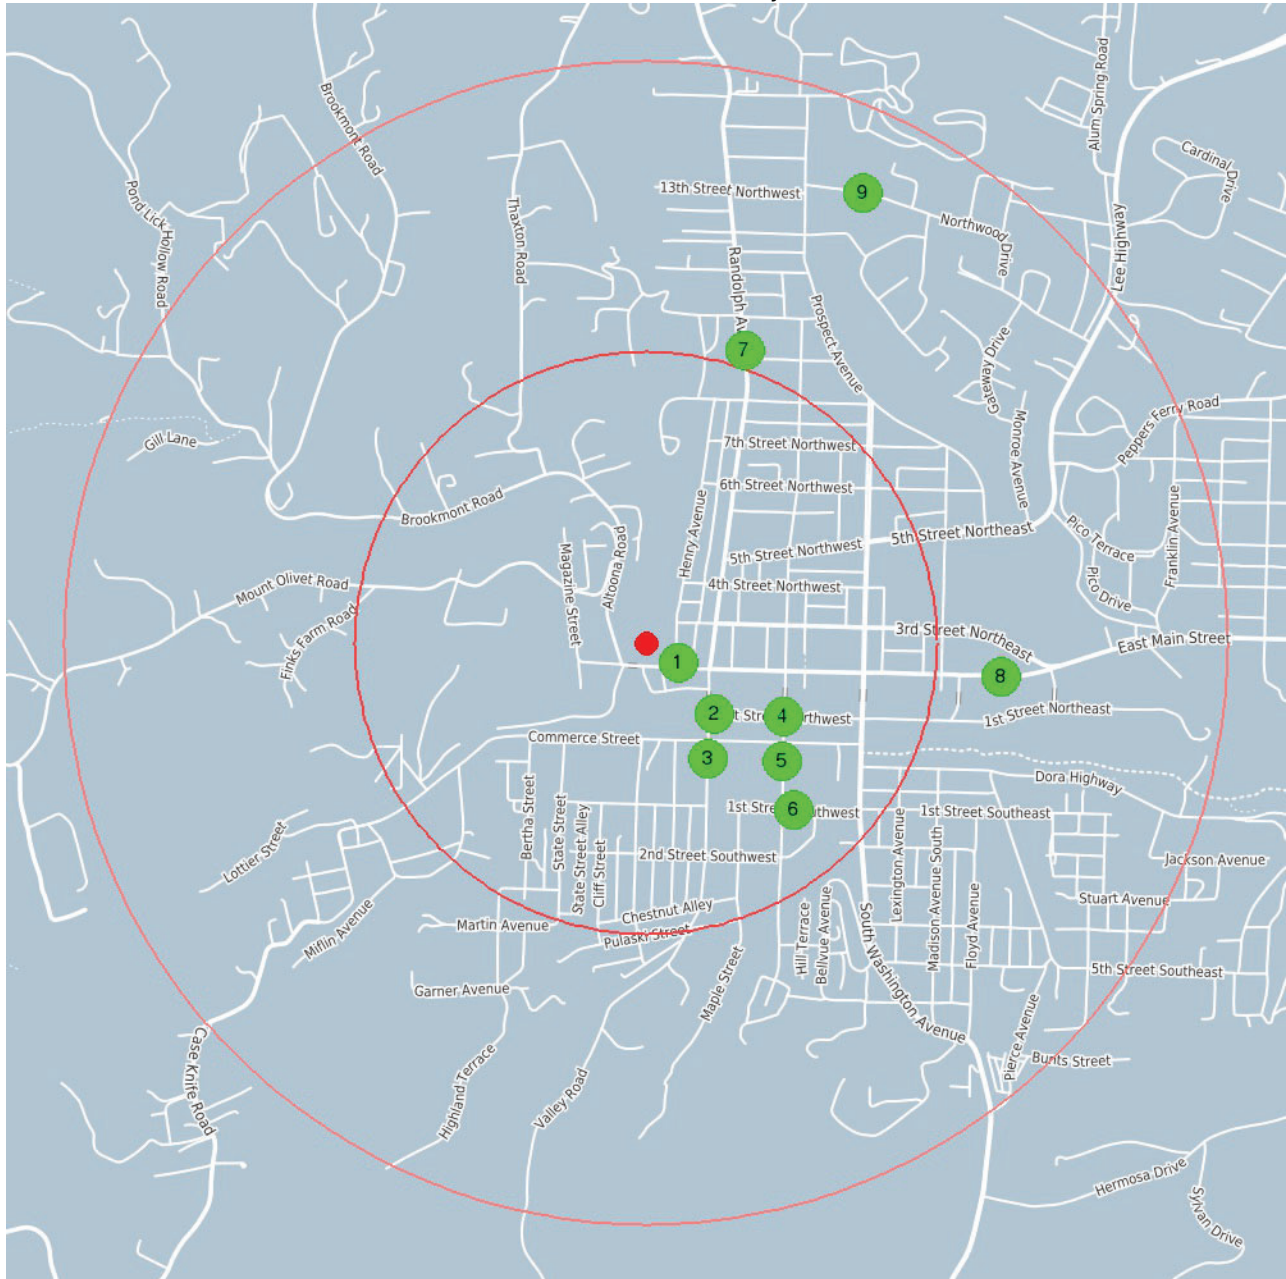 Brookmont Road
Alum Spring Road
Cardinal Drive
Pond Lick Hollow Road
Thaxton Road
13th Street Northwest
9
Northwood Drive
Lee Highway
Randolph Av
Prospect Avenue
7
Gateway Drive
Monroe Avenue
Peppers Ferry Road
Gill Lane
7th Street Northwest
6th Street Northwest
Brookmont Road
Henry Avenue
Franklin Avenue
5th Street Northeast
Pico Terrace
5th Street Northwest
Magazine Street
Altoona Road
Mount Olivet Road
4th Street Northwest
Pico Drive
Finks Farm Road
3rd Street Northeast
East Main Street
1
8
2
t Stre
4
rthwest
1st Street Northeast
Commerce Street
3
5
Dora Highway
1st Stre
6
uthwest
1st Street Southeast
Bertha Street
State Street
State Street Alley
Cliff Street
Lottier Street
2nd Street Southwest
Lexington Avenue
Madison Avenue South
Floyd Avenue
Jackson Avenue
Stuart Avenue
Miflin Avenue
Martin Avenue
Chestnut Alley
Pulaski Street
Hill Terrace
Bellvue Avenue
South Washington Avenue
5th Street Southeast
Garner Avenue
Maple Street
Case Knife Road
Highland Terrace
Valley Road
Pierce Avenue
Bunts Street
Hermosa Drive
Sylvan Drive